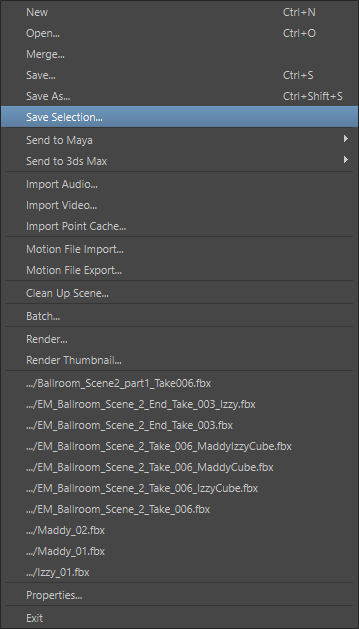 New Ctrl+N
Open... Ctrl+O
Merge...
Save... Ctrl+S
Save As... Ctrl+Shift+S
Save Selection...
Send to Maya
Send to 3ds Max
Import Audio...
Import Video...
Import Point Cache...
Motion File Import...
Motion File Export...
Clean Up Scene...
Batch...
Render...
Render Thumbnail...
.../Ballroom_Scene2_part1_Take006.fbx
.../EM_Ballroom_Scene_2_End_Take_003_Izzy.fbx
.../EM_Ballroom_Scene_2_End_Take_003.fbx
.../EM_Ballroom_Scene_2_Take_006_MaddyIzzyCube.fbx
.../EM_Ballroom_Scene_2_Take_006_MaddyCube.fbx
.../EM_Ballroom_Scene_2_Take_006_IzzyCube.fbx
.../EM_Ballroom_Scene_2_Take_006.fbx
.../Maddy_02.fbx
.../Maddy_01.fbx
.../Izzy_01.fbx
Properties...
Exit